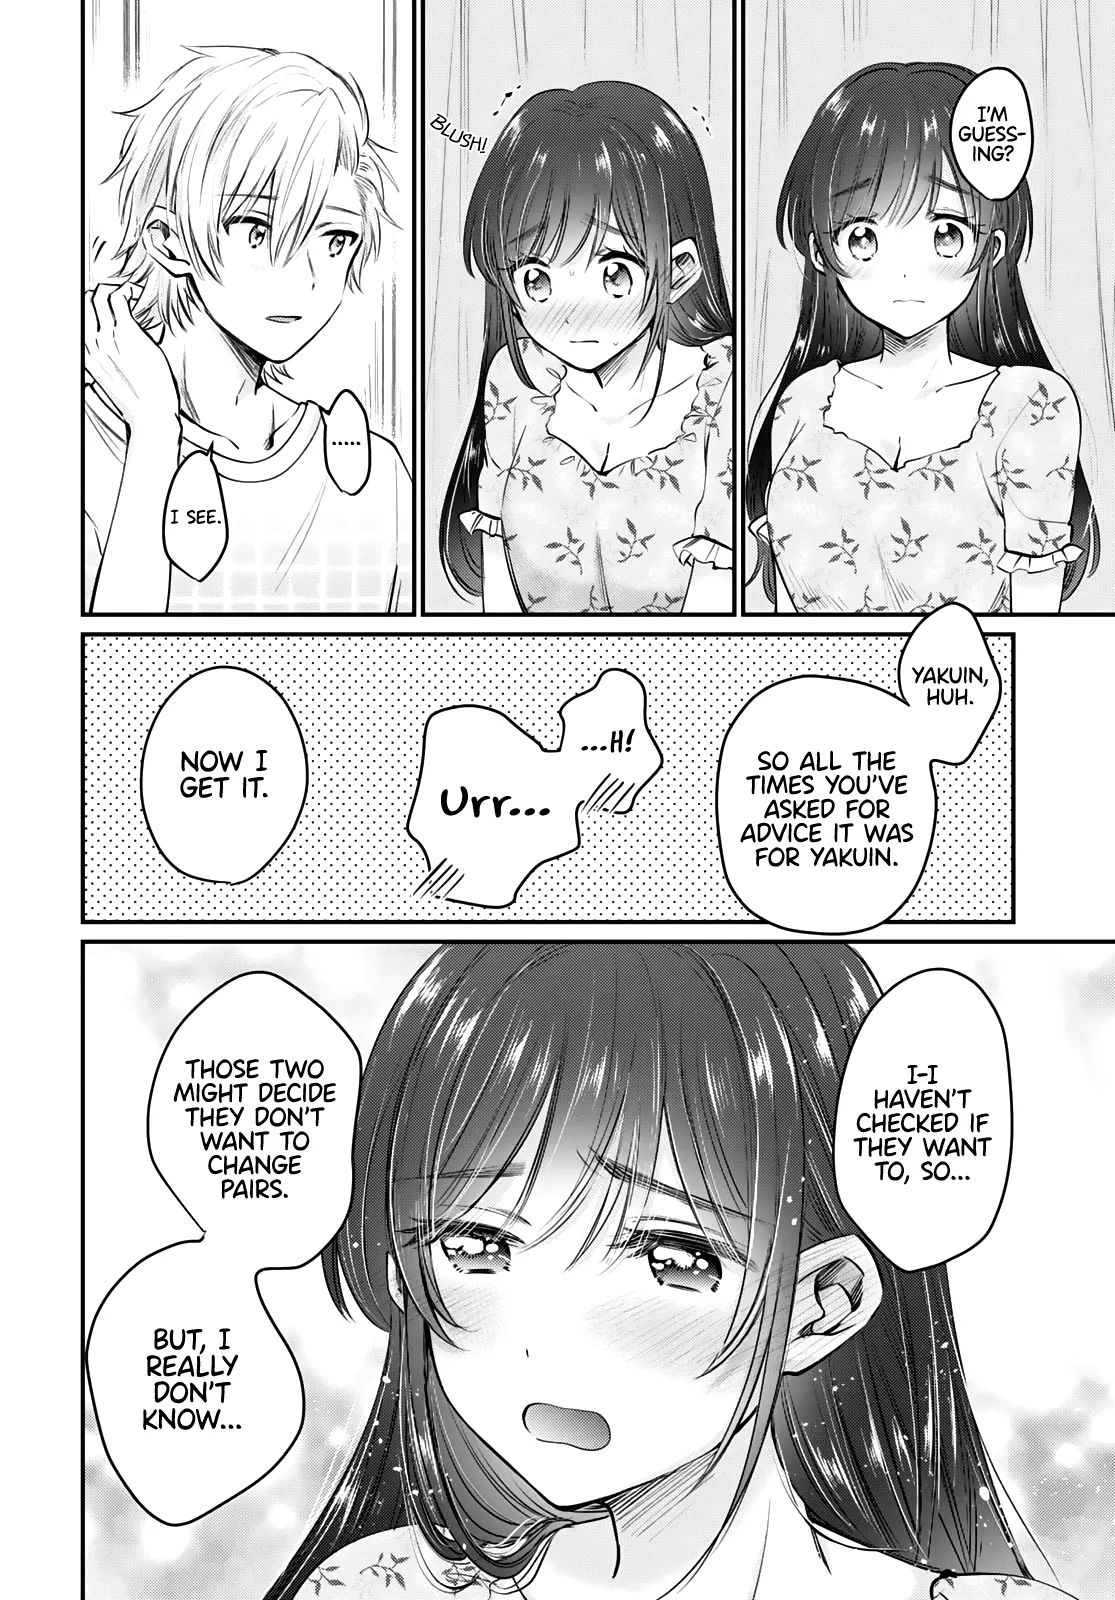 I'M
GUESS-
ING?
BLUSH!
.....
I SEE.
YAKUIN,
HUH.
SO ALL THE
TIMES YOU'VE
ASKED FOR
ADVICE IT WAS
FOR YAKUIN.
...H!
Urr...
NOW I
GET IT.
I-I
HAVEN'T
CHECKED IF
THEY WANT
TO, SO...
THOSE TWO
MIGHT DECIDE
THEY DON'T
WANT TO
CHANGE
PAIRS.
BUT, I
REALLY
DON'T
KNOW...